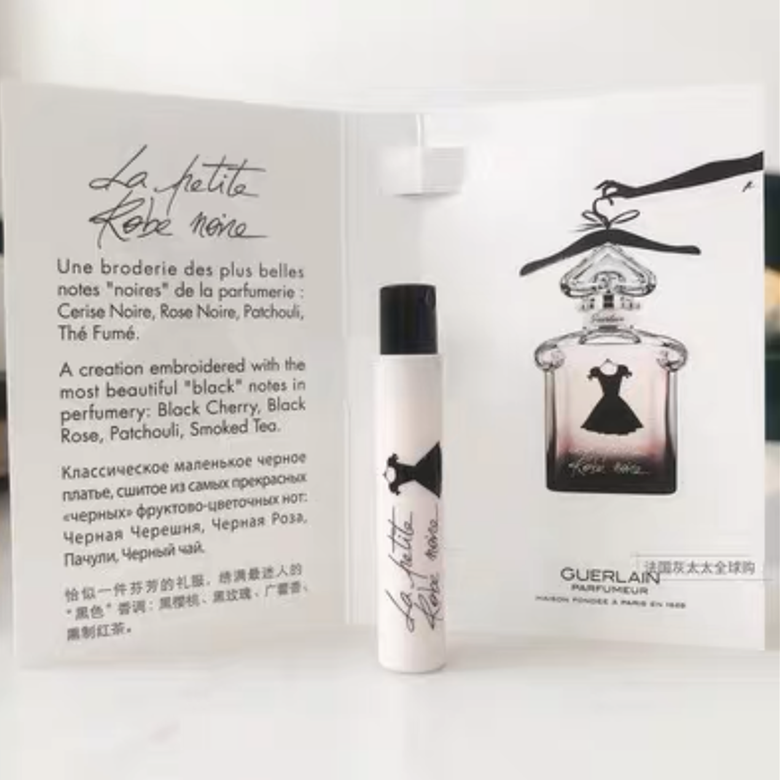 La petite
Robe noire
Une broderie des plus belles
notes "noires" de la parfumerie :
Cerise Noire, Rose Noire, Patchouli,
Thé Fumé.
A creation embroidered with the
most beautiful "black" notes in
perfumery: Black Cherry, Black
Rose, Patchouli, Smoked Tea.
Классическое маленькое черное
платье, сшитое из самых прекрасных
«черных» фруктово-цветочных нот:
Черная Черешня, Черная Роза,
Пачули, Черный чай.
恰似一件芬芳的礼服，绣满最迷人的
“黑色”香调：黑樱桃、黑玫瑰、广藿香、
熏制红茶。
La petite
Robe noire
Guerlain
Robe noire
法国灰太太全球购
GUERLAIN
PARFUMEUR
MAISON FONDÉE À PARIS EN 1828